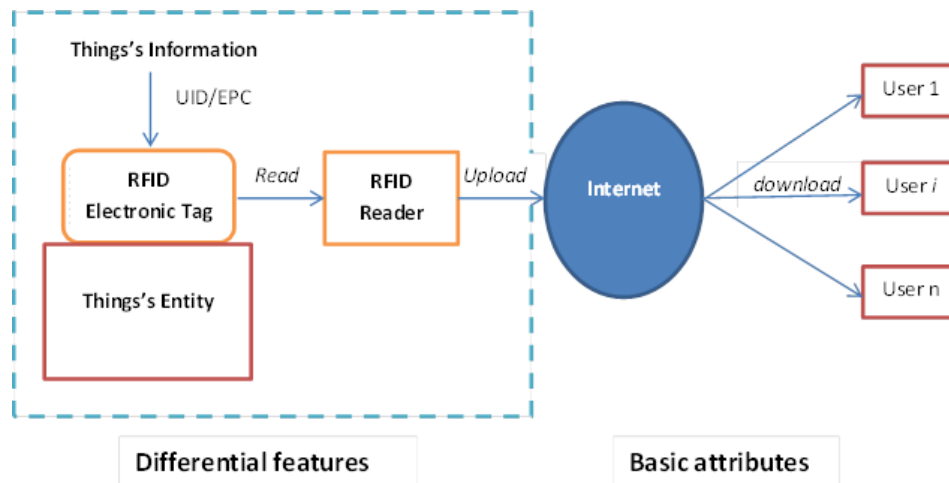 Things's Information
UID/EPC
RFID
Electronic Tag
Read
RFID
Reader
Upload
Things's Entity
Internet
download
User 1
User i
User n
Differential features
Basic attributes